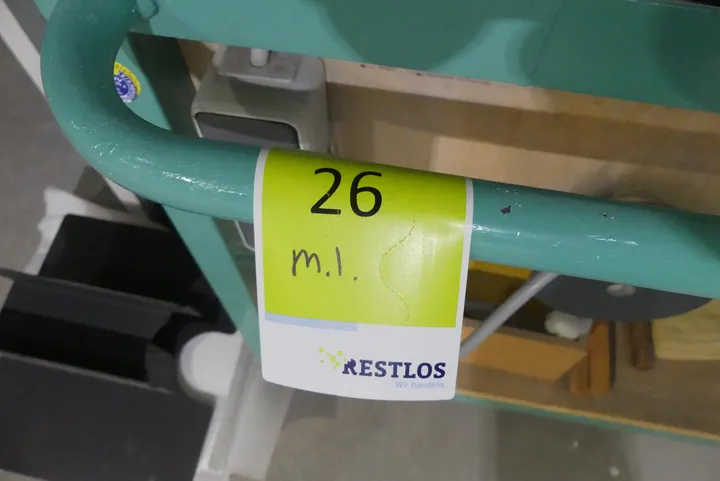 26
m.l.
RESTLOS
Wir handeln.